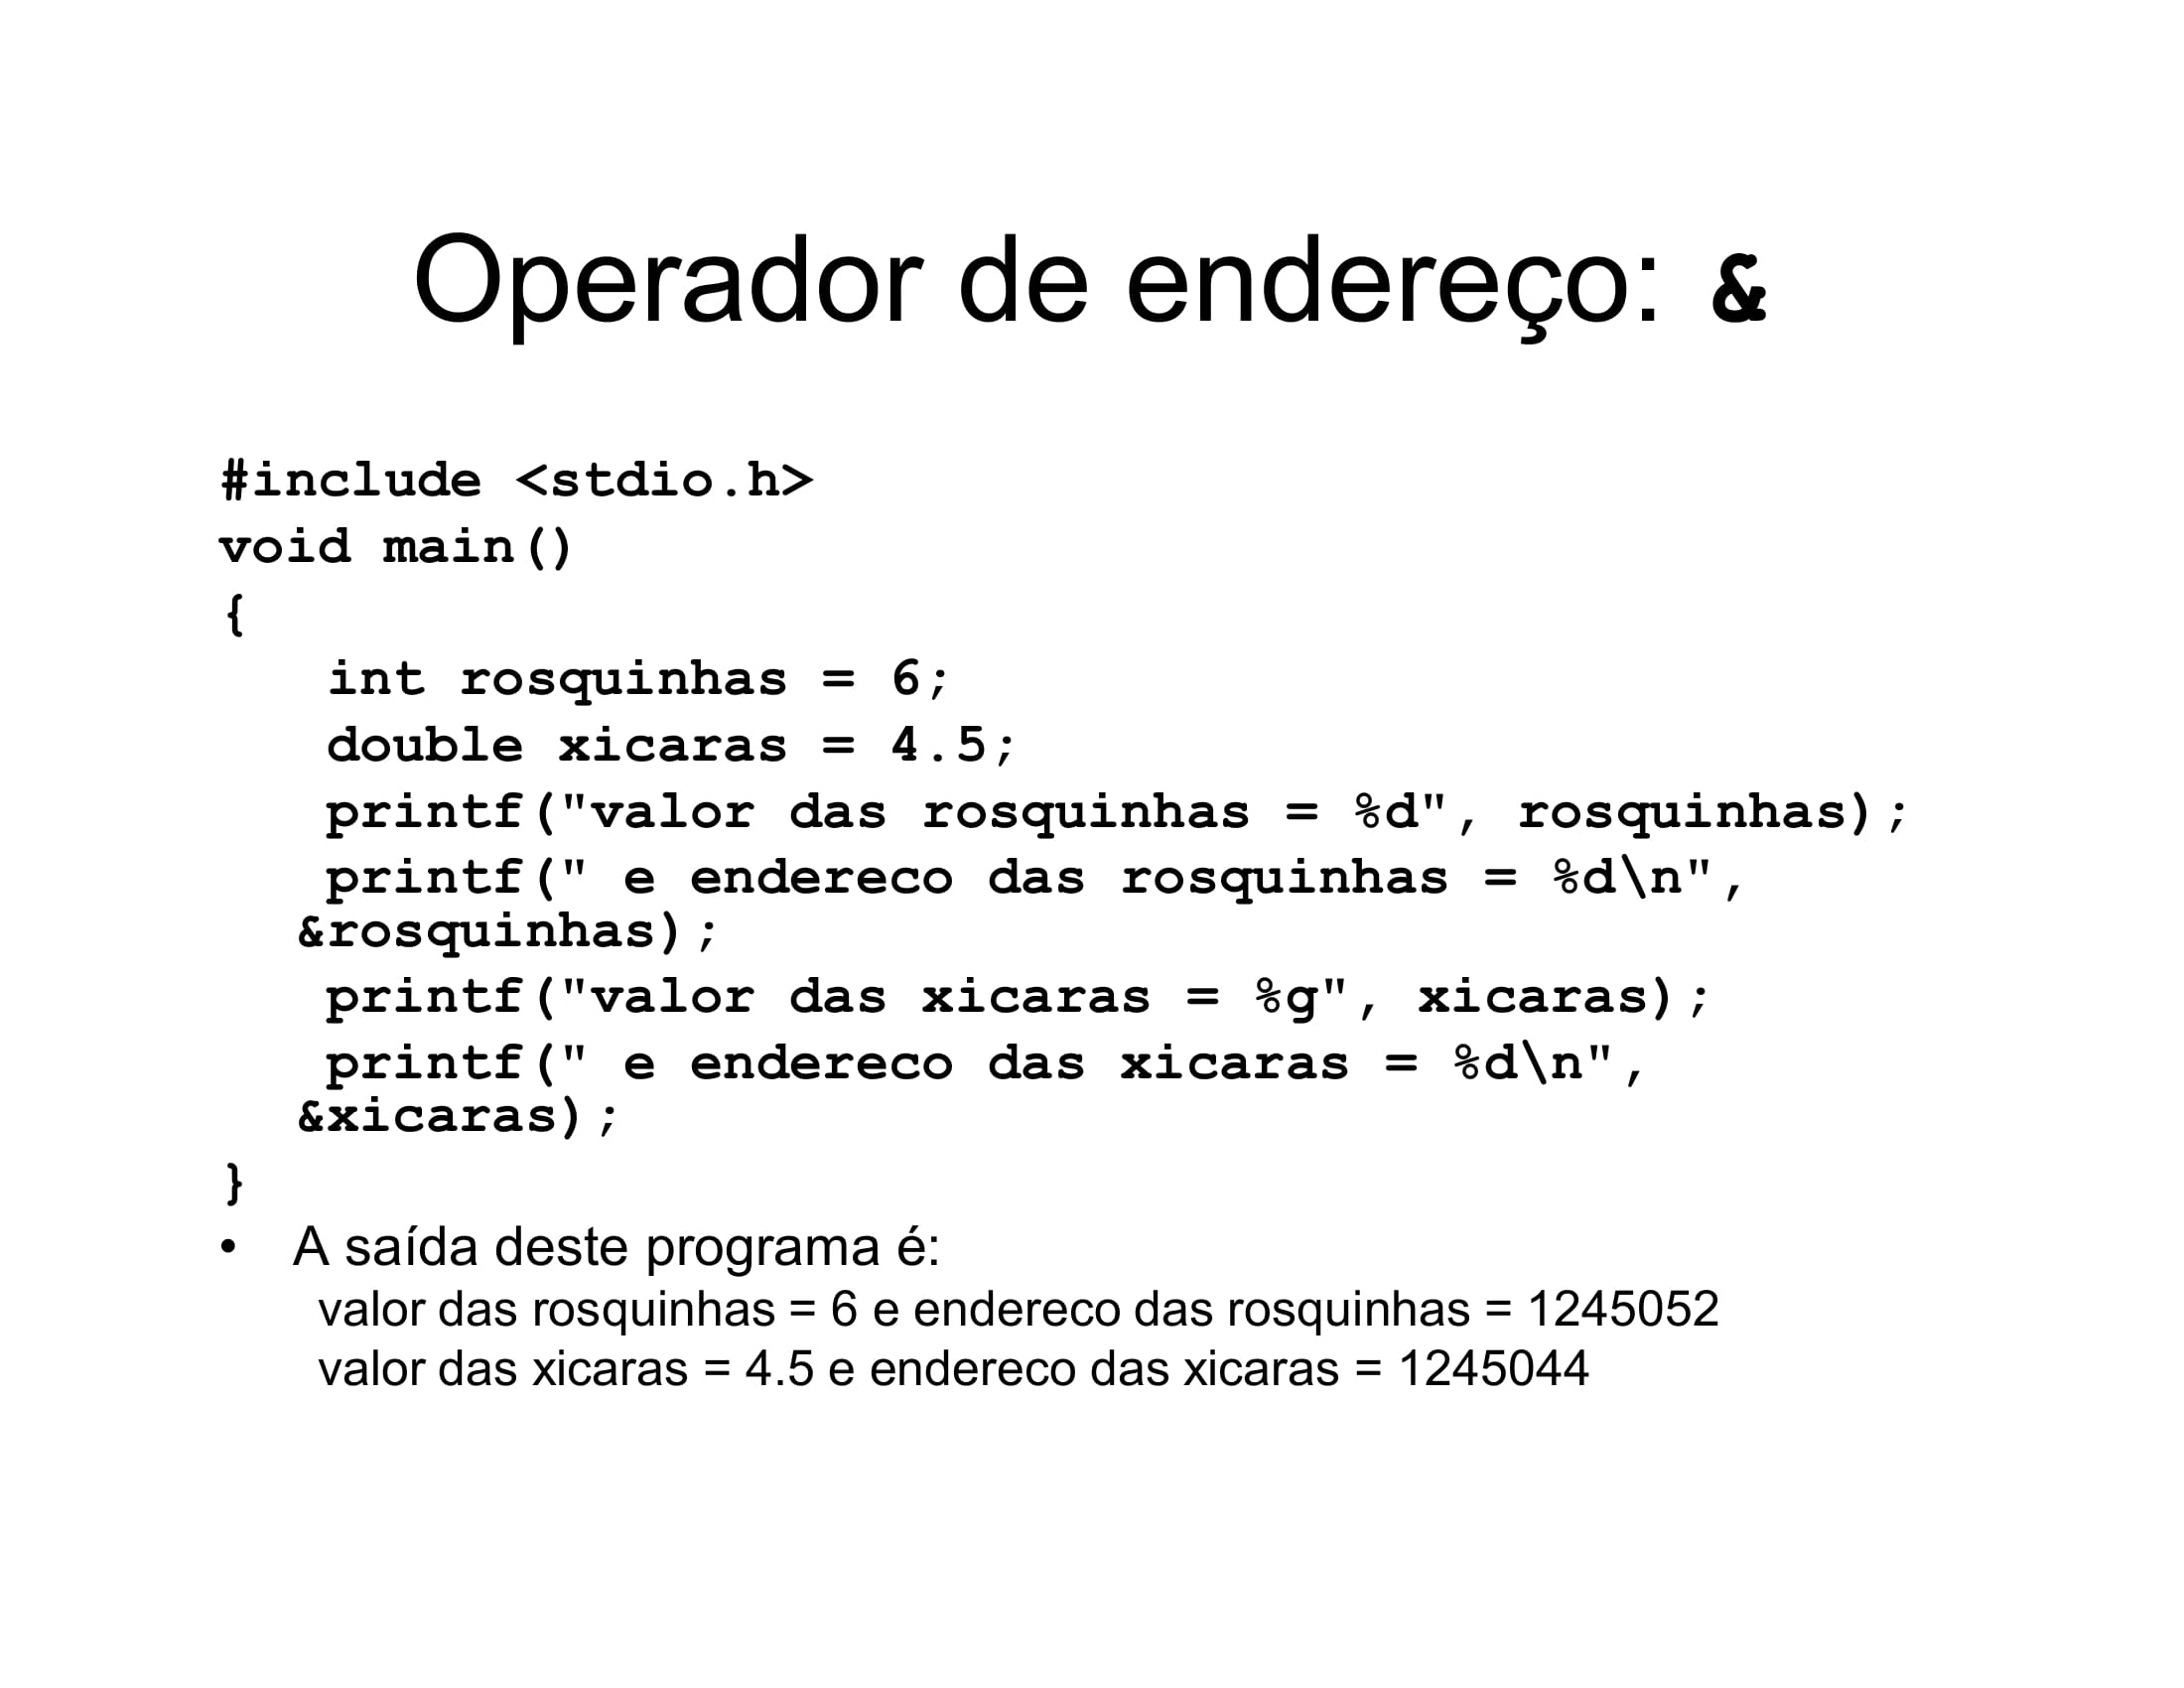 Operador de endereço: &
#include <stdio.h>
void main()
{
int rosquinhas = 6;
double xicaras = 4.5;
printf("valor das rosquinhas = %d", rosquinhas);
printf(" e endereco das rosquinhas = %d\n",
&rosquinhas);
printf("valor das xicaras = %g", xicaras);
printf(" e endereco das xicaras = %d\n",
&xicaras);
}
• A saída deste programa é:
valor das rosquinhas = 6 e endereco das rosquinhas = 1245052
valor das xicaras = 4.5 e endereco das xicaras = 1245044